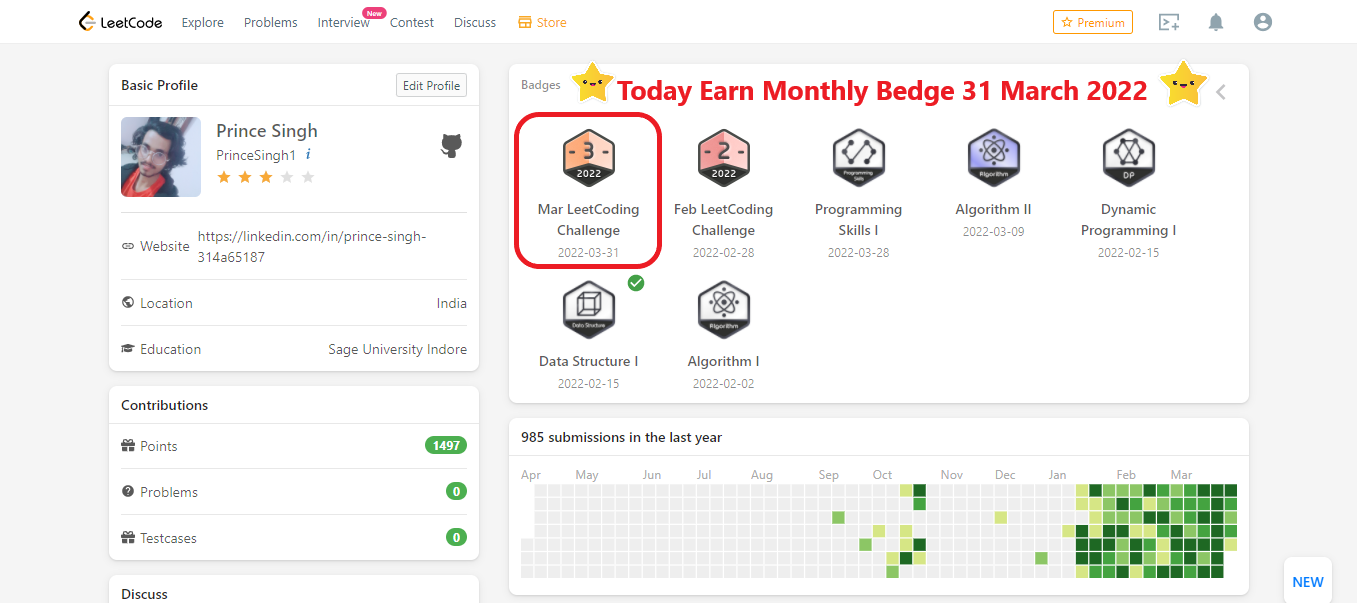 LeetCode Explore Problems Interview New Contest Discuss Store Premium
Basic Profile Edit Profile
Prince Singh
PrinceSingh1 i
Website https://linkedin.com/in/prince-singh-
314a65187
Location India
Education Sage University Indore
Contributions
Points 1497
Problems 0
Testcases 0
Discuss
Badges Today Earn Monthly Bedge 31 March 2022
-3- -2-
2022 2022 Programming Skills Algorithm DP
Mar LeetCoding Feb LeetCoding Programming Algorithm II Dynamic
Challenge Challenge Skills I 2022-03-09 Programming I
2022-03-31 2022-02-28 2022-03-28 2022-02-15
Data Structure Algorithm
Data Structure I Algorithm I
2022-02-15 2022-02-02
985 submissions in the last year
Apr May Jun Jul Aug Sep Oct Nov Dec Jan Feb Mar
NEW